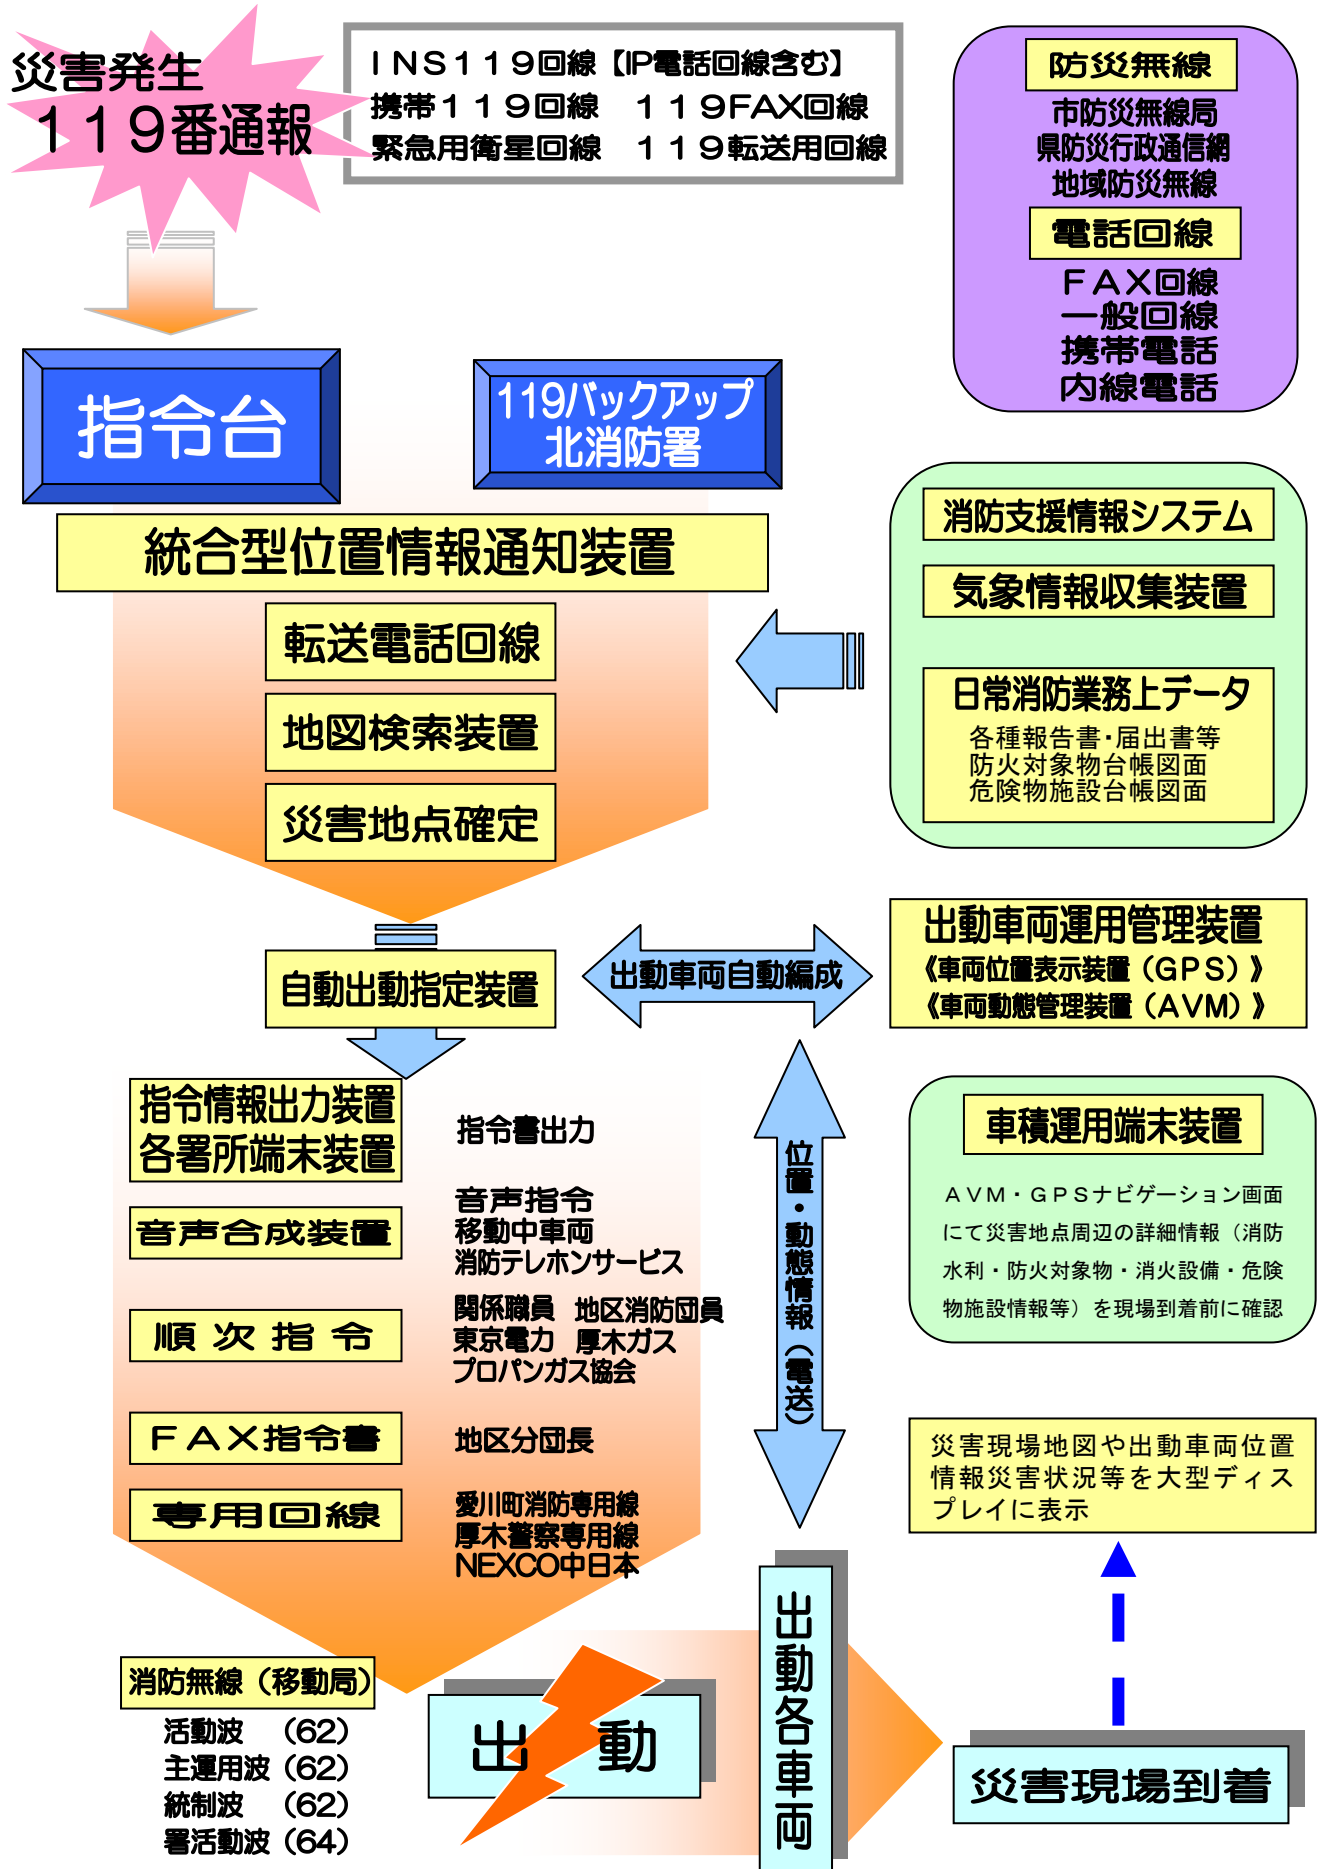 災害発生
119番通報
INS119回線【IP電話回線含む】
携帯119回線　119FAX回線
緊急用衛星回線　119転送用回線
防災無線
市防災無線局
県防災行政通信網
地域防災無線
電話回線
FAX回線
一般回線
携帯電話
内線電話
指令台
119バックアップ
北消防署
統合型位置情報通知装置
転送電話回線
地図検索装置
災害地点確定
消防支援情報システム
気象情報収集装置
日常消防業務上データ
各種報告書・届出書等
防火対象物台帳図面
危険物施設台帳図面
自動出動指定装置
出動車両自動編成
出動車両運用管理装置
《車両位置表示装置（GPS）》
《車両動態管理装置（AVM）》
指令情報出力装置
各署所端末装置
指令書出力
音声合成装置
音声指令
移動中車両
消防テレホンサービス
順次指令
関係職員　地区消防団員
東京電力　厚木ガス
プロパンガス協会
FAX指令書
地区分団長
専用回線
愛川町消防専用線
厚木警察専用線
NEXCO中日本
位置・動態情報（電送）
車積運用端末装置
AVM・GPSナビゲーション画面
にて災害地点周辺の詳細情報（消防
水利・防火対象物・消火設備・危険
物施設情報等）を現場到着前に確認
災害現場地図や出動車両位置
情報災害状況等を大型ディス
プレイに表示
消防無線（移動局）
活動波　（62）
主運用波（62）
統制波　（62）
署活動波（64）
出　動
出動各車両
災害現場到着